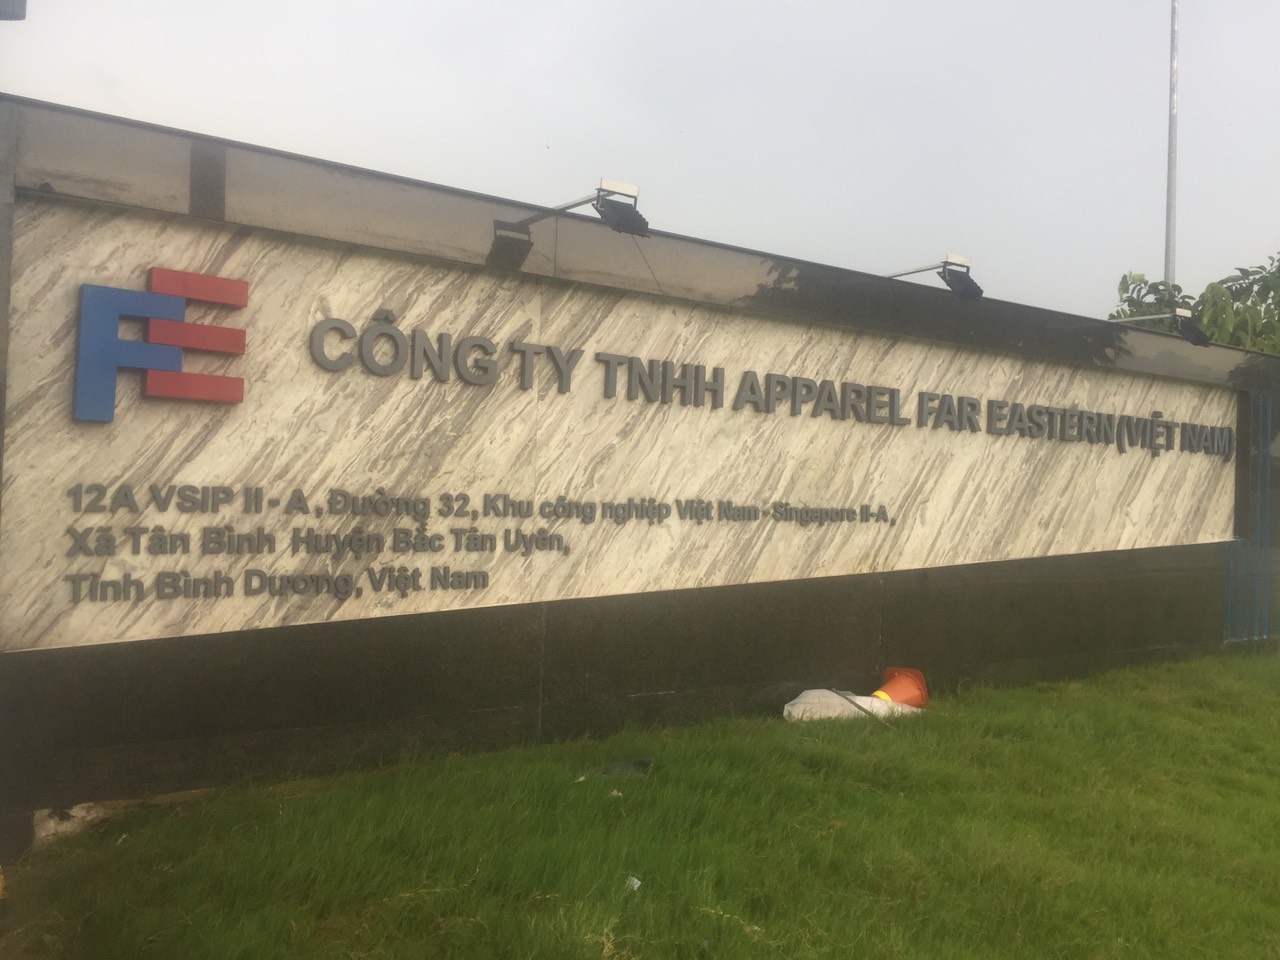 FE
CÔNG TY TNHH APPAREL FAR EASTERN (VIỆT NAM)
12A VSIP II - A, Đường 32, Khu công nghiệp Việt Nam - Singapore II-A,
Xã Tân Bình Huyện Bắc Tân Uyên,
Tỉnh Bình Dương, Việt Nam